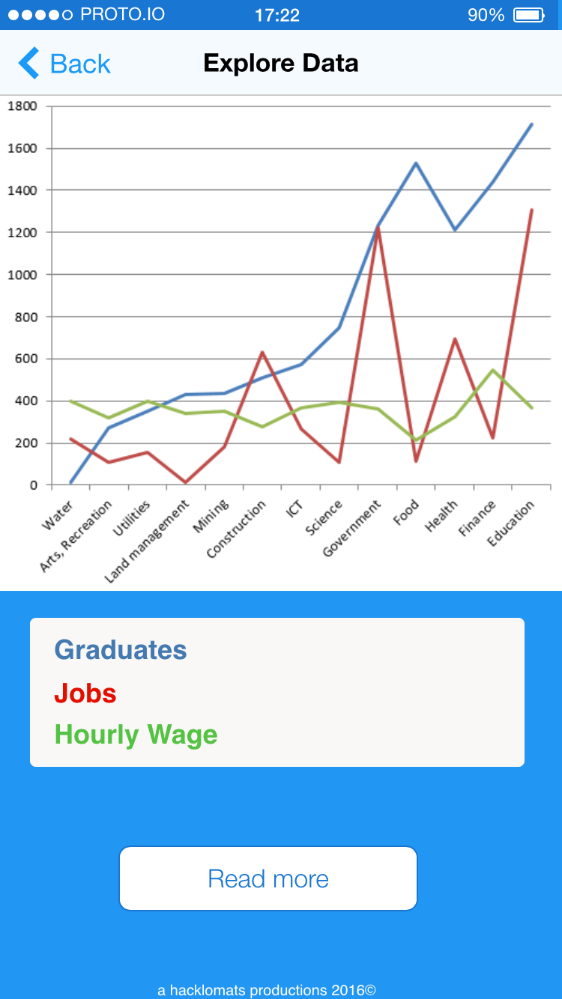 PROTO.IO 17:22 90%
Back Explore Data
1800
1600
1400
1200
1000
800
600
400
200
0
Water
Arts, Recreation
Utilities
Land management
Mining
Construction
ICT
Science
Government
Food
Health
Finance
Education
Graduates
Jobs
Hourly Wage
Read more
a hacklomats productions 2016©